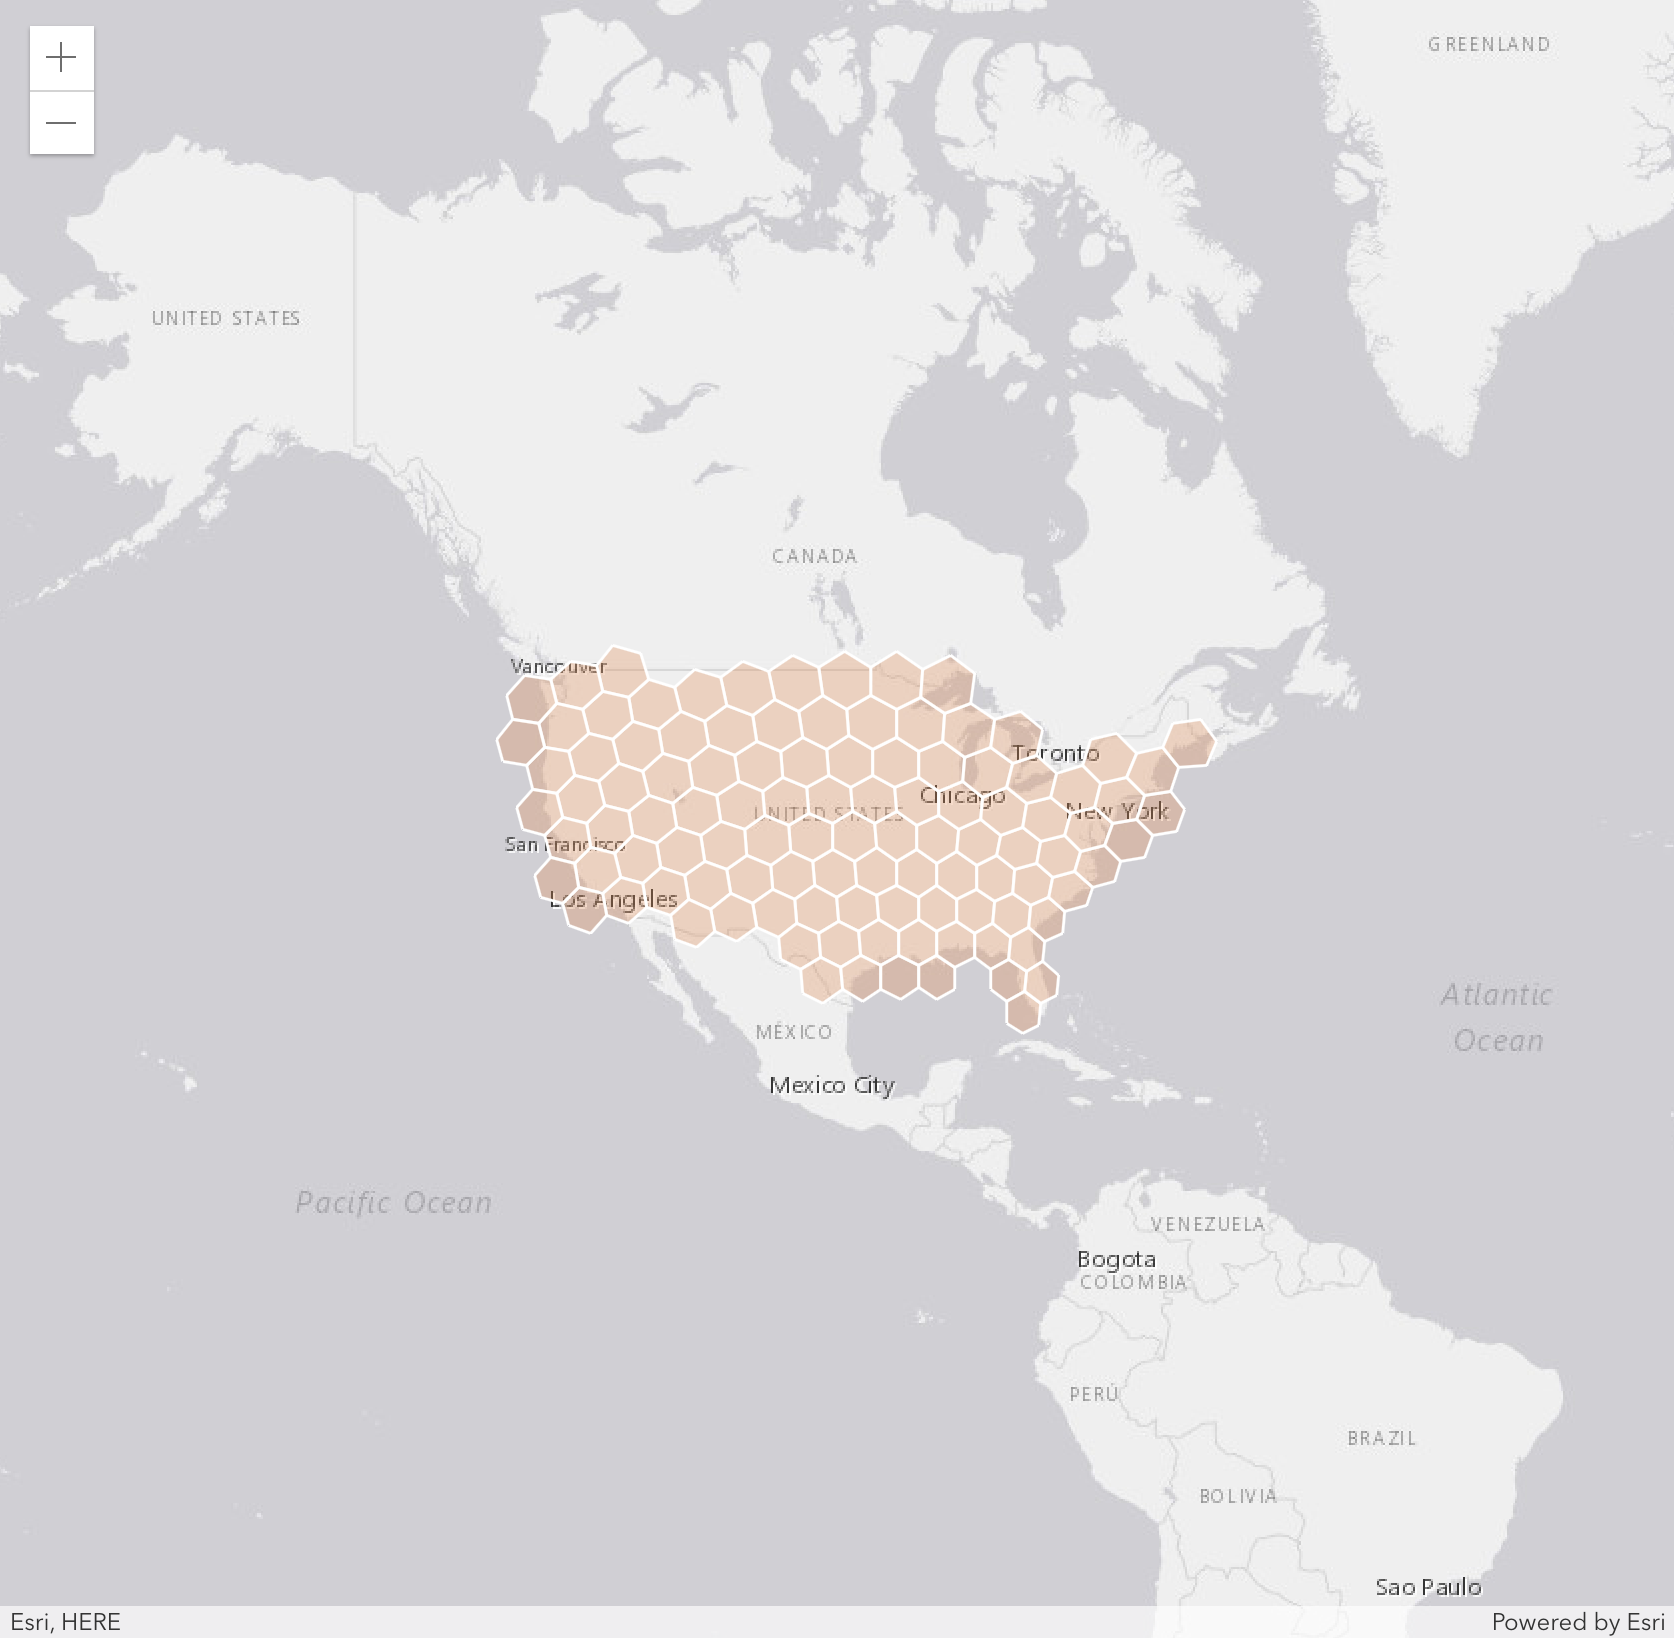 GREENLAND
UNITED STATES
CANADA
Vancouver
Toronto
Chicago
New York
UNITED STATES
San Francisco
Los Angeles
Atlantic
Ocean
MÉXICO
Mexico City
Pacific Ocean
VENEZUELA
Bogota
COLOMBIA
PERÚ
BRAZIL
BOLIVIA
Sao Paulo
Esri, HERE
Powered by Esri